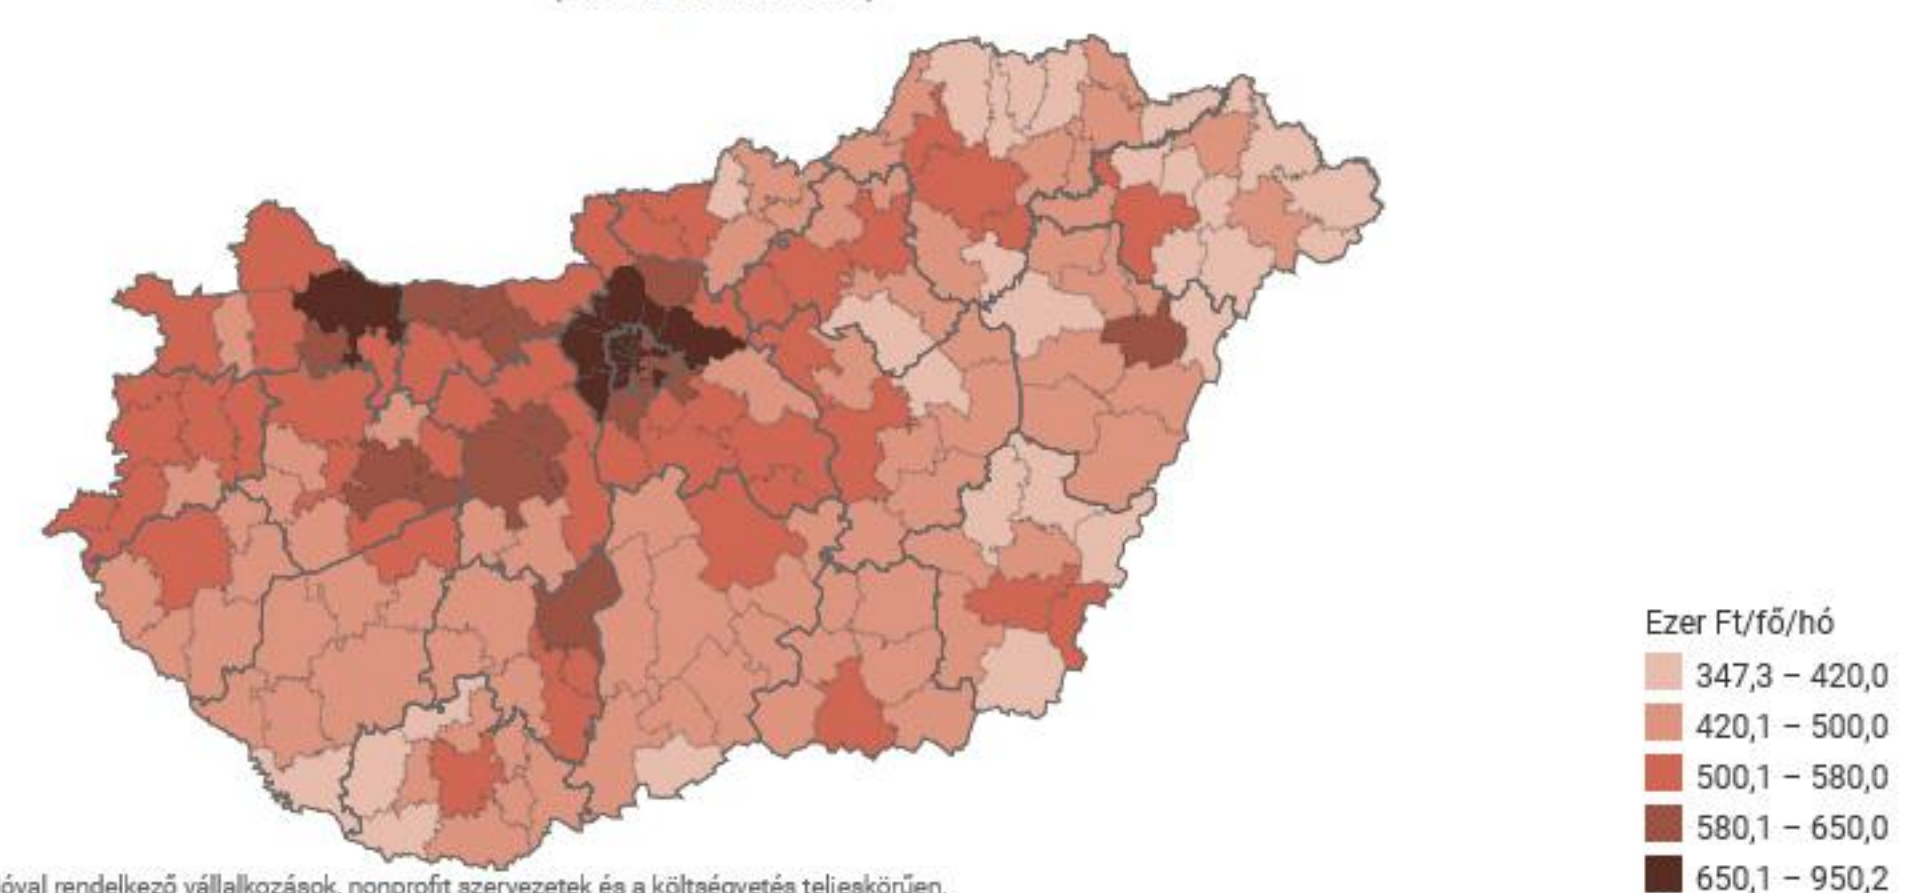 Ezer Ft/fő/hó
347,3 – 420,0
420,1 – 500,0
500,1 – 580,0
580,1 – 650,0
650,1 – 950,2
rendelkező vállalkozások, nonprofit szervezetek és a költségvetés teljeskörűen.